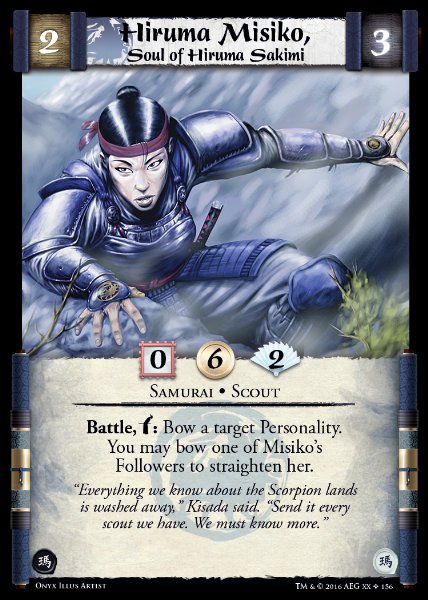 2
Hiruma Misiko,
Soul of Hiruma Sakimi
3
0 6 2
Samurai • Scout
Battle, : Bow a target Personality.
You may bow one of Misiko's
Followers to straighten her.
“Everything we know about the Scorpion lands
is washed away,” Kisada said. “Send it every
scout we have. We must know more.”
瑪 瑪
Onyx Illus Artist
TM & © 2016 AEG XX ❖ 156